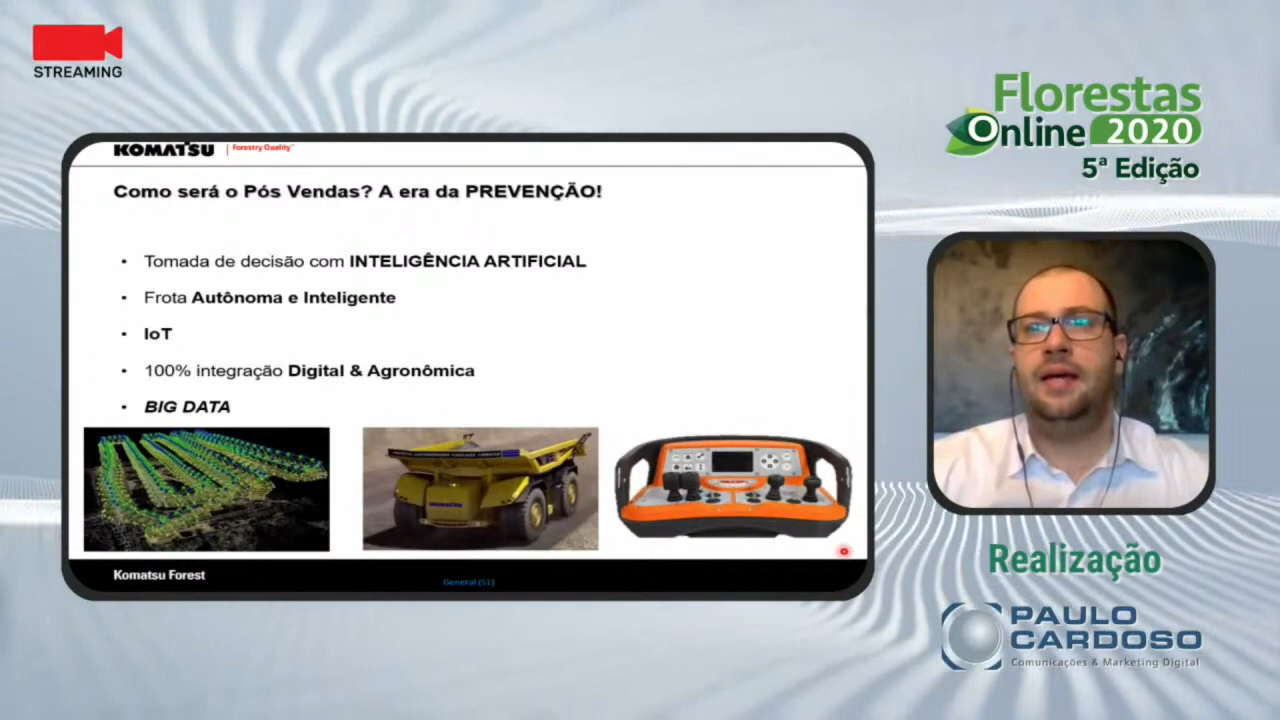 STREAMING
KOMATSU
Forestry Quality
Como será o Pós Vendas? A era da PREVENÇÃO!
• Tomada de decisão com INTELIGÊNCIA ARTIFICIAL
• Frota Autônoma e Inteligente
• IoT
• 100% integração Digital & Agronômica
• BIG DATA
KOMATSU
Komatsu Forest
General (S1)
Florestas
Online 2020
5ª Edição
Realização
PAULO
CARDOSO
Comunicações & Marketing Digital